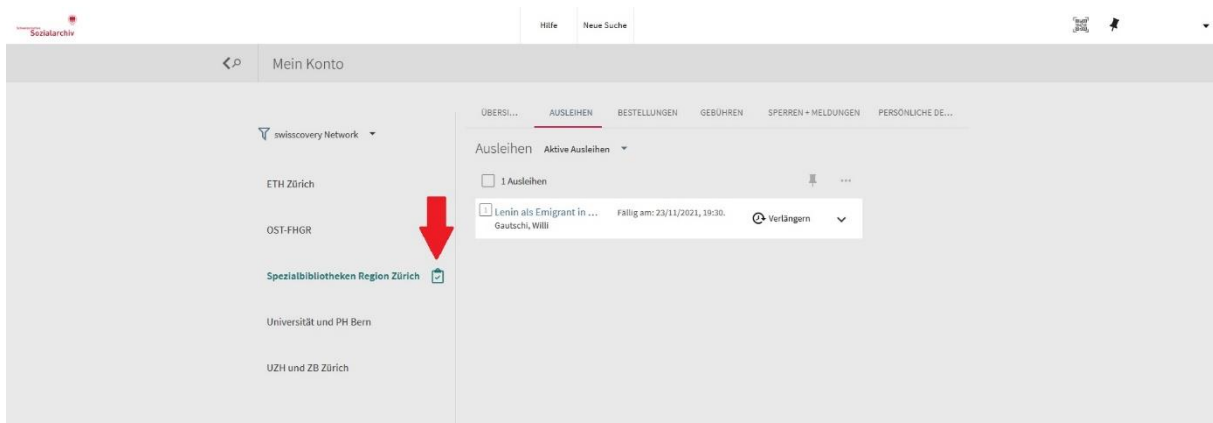 Sozialarchiv
Hilfe Neue Suche
Mein Konto
ÜBERSI... AUSLEIHEN BESTELLUNGEN GEBÜHREN SPERREN + MELDUNGEN PERSÖNLICHE DE...
swisscovery Network
Ausleihen Aktive Ausleihen
ETH Zürich
1 Ausleihen
1 Lenin als Emigrant in ... Fällig am: 23/11/2021, 19:30. Verlängern
Gautschi, Willi
OST-FHGR
Spezialbibliotheken Region Zürich
Universität und PH Bern
UZH und ZB Zürich